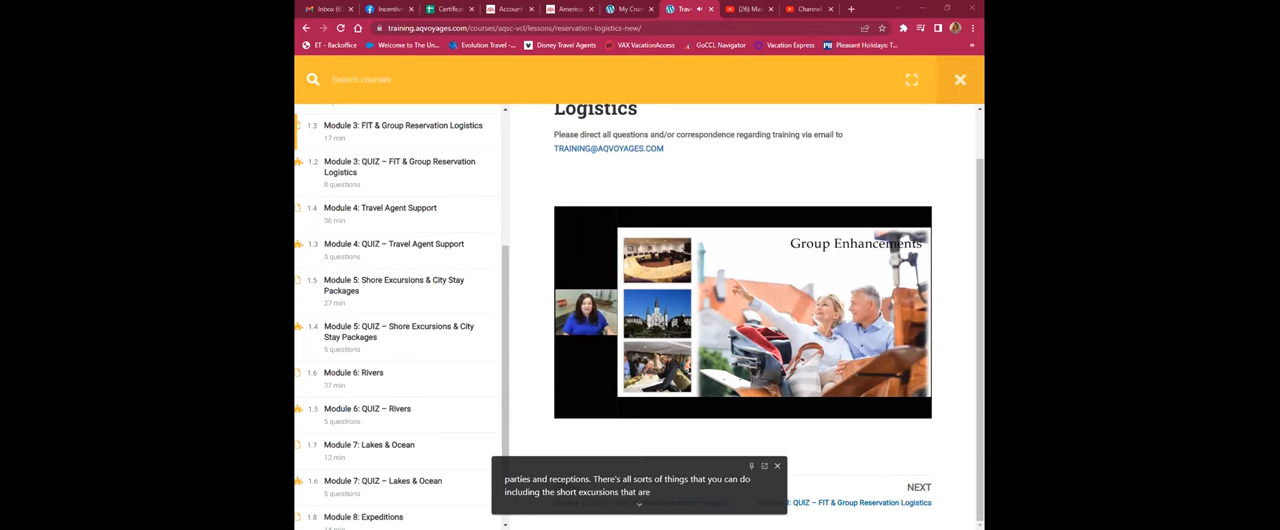 Inbox (
Incentive
Certificat
Account
America
My Crui
Trav
(26) Ma
Channel
training.aqvoyages.com/courses/aqsc-vcl/lessons/reservation-logistics-new/
ET - Backoffice
Welcome to The Un...
Evolution Travel -...
Disney Travel Agents
VAX VacationAccess
GoCCL Navigator
Vacation Express
Pleasant Holidays: T...
»
Search courses
1.3 Module 3: FIT & Group Reservation Logistics
17 min
1.2 Module 3: QUIZ – FIT & Group Reservation
Logistics
8 questions
1.4 Module 4: Travel Agent Support
06 min
1.3 Module 4: QUIZ – Travel Agent Support
5 questions
1.5 Module 5: Shore Excursions & City Stay
Packages
27 min
1.4 Module 5: QUIZ – Shore Excursions & City
Stay Packages
5 questions
1.6 Module 6: Rivers
37 min
1.5 Module 6: QUIZ – Rivers
5 questions
1.7 Module 7: Lakes & Ocean
12 min
1.6 Module 7: QUIZ – Lakes & Ocean
5 questions
1.8 Module 8: Expeditions
14 min
Logistics
Please direct all questions and/or correspondence regarding training via email to
TRAINING@AQVOYAGES.COM
Group Enhancements
parties and receptions. There's all sorts of things that you can do
including the short excursions that are
NEXT
3: QUIZ – FIT & Group Reservation Logistics